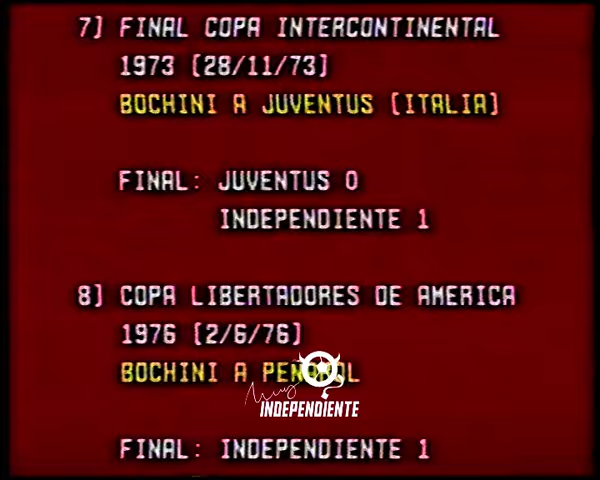 7] FINAL COPA INTERCONTINENTAL
1973 [28/11/73]
BOCHINI A JUVENTUS [ITALIA]
FINAL: JUVENTUS 0
INDEPENDIENTE 1
8] COPA LIBERTADORES DE AMERICA
1976 [2/6/76]
BOCHINI A
Muy
INDEPENDIENTE
FINAL: INDEPENDIENTE 1